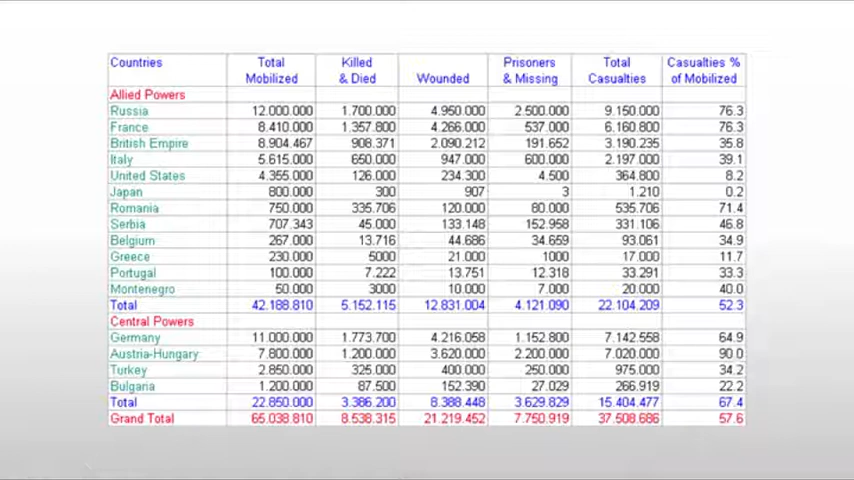 Countries Total Mobilized Killed & Died Wounded Prisoners & Missing Total Casualties Casualties % of Mobilized
Allied Powers
Russia 12.000.000 1.700.000 4.950.000 2.500.000 9.150.000 76.3
France 8.410.000 1.357.800 4.266.000 537.000 6.160.800 76.3
British Empire 8.904.467 908.371 2.090.212 191.652 3.190.235 35.8
Italy 5.615.000 650.000 947.000 600.000 2.197.000 39.1
United States 4.355.000 126.000 234.300 4.500 364.800 8.2
Japan 800.000 300 907 3 1.210 0.2
Romania 750.000 335.706 120.000 80.000 535.706 71.4
Serbia 707.343 45.000 133.148 152.958 331.106 46.8
Belgium 267.000 13.716 44.686 34.659 93.061 34.9
Greece 230.000 5000 21.000 1000 17.000 11.7
Portugal 100.000 7.222 13.751 12.318 33.291 33.3
Montenegro 50.000 3000 10.000 7.000 20.000 40.0
Total 42.188.810 5.152.115 12.831.004 4.121.090 22.104.209 52.3
Central Powers
Germany 11.000.000 1.773.700 4.216.058 1.152.800 7.142.558 64.9
Austria-Hungary 7.800.000 1.200.000 3.620.000 2.200.000 7.020.000 90.0
Turkey 2.850.000 325.000 400.000 250.000 975.000 34.2
Bulgaria 1.200.000 87.500 152.390 27.029 266.919 22.2
Total 22.850.000 3.386.200 8.388.448 3.629.829 15.404.477 67.4
Grand Total 65.038.810 8.538.315 21.219.452 7.750.919 37.508.686 57.6